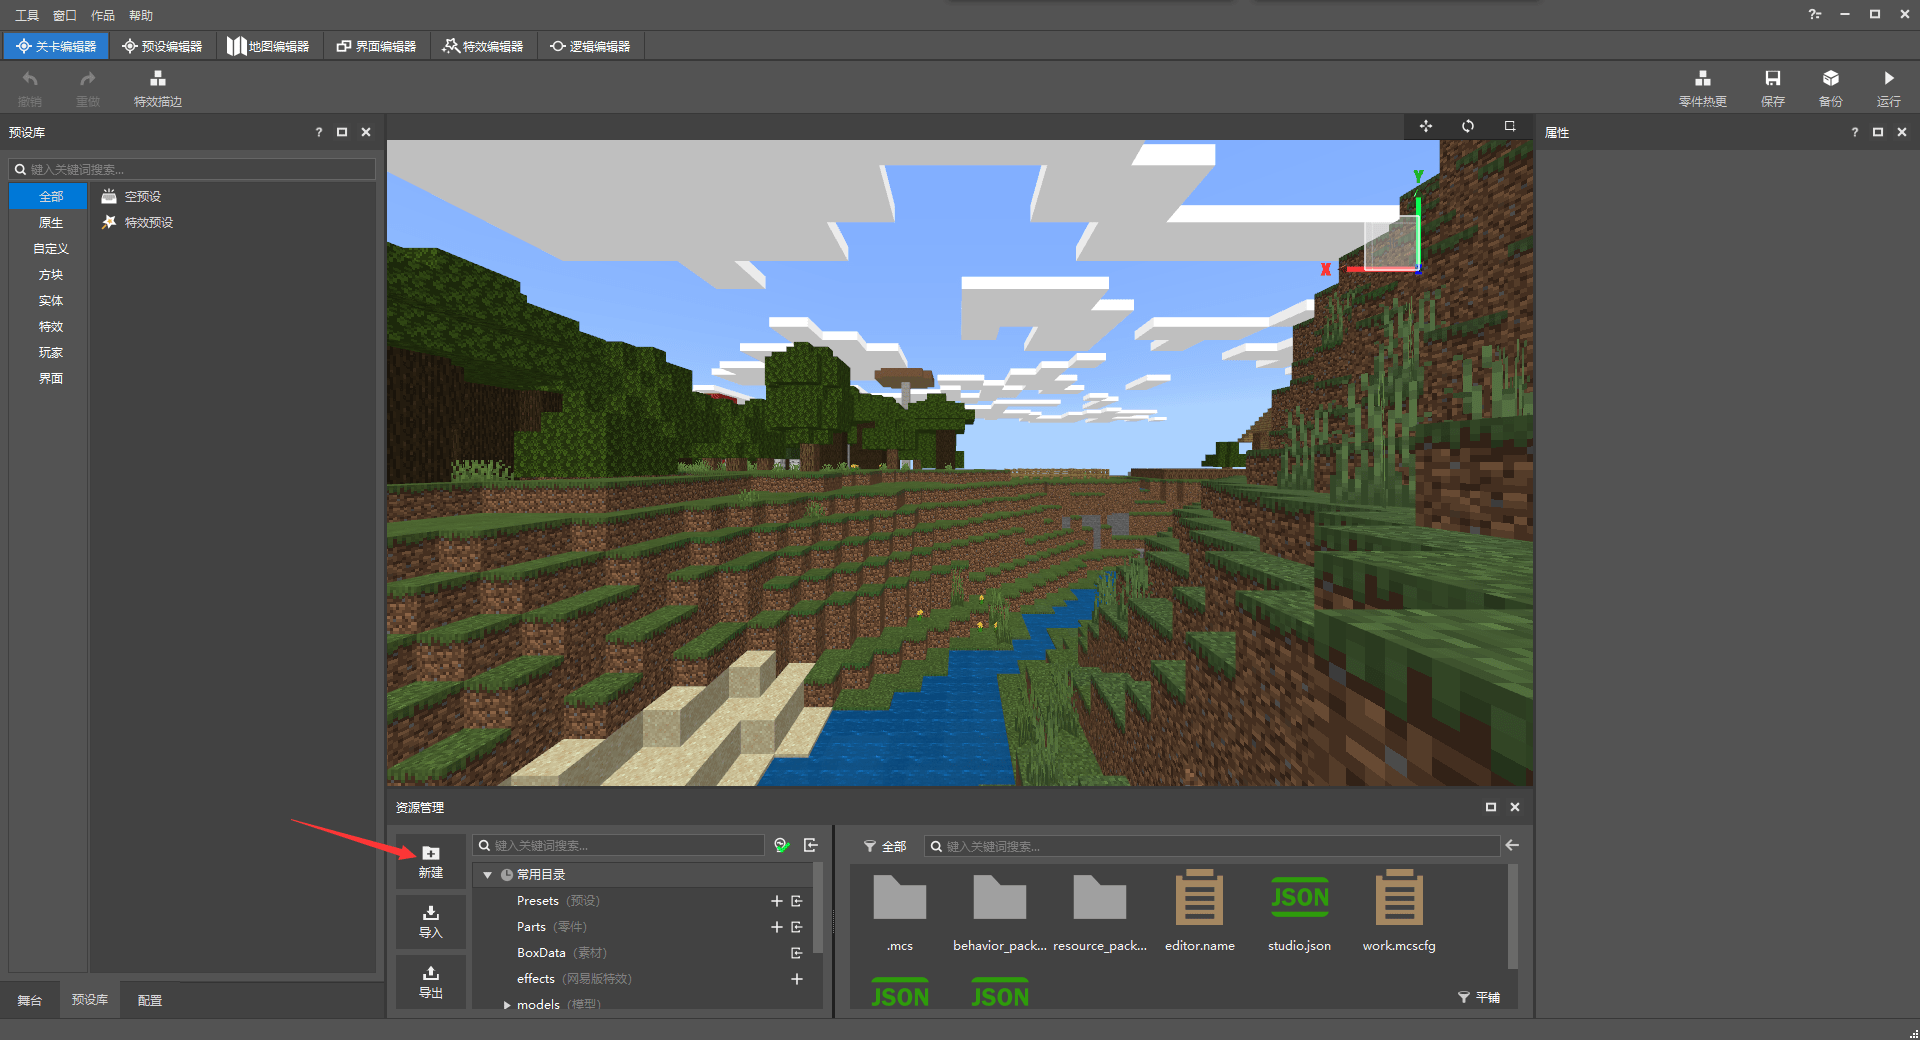 工具 窗口 作品 帮助
关卡编辑器 预设编辑器 地图编辑器 界面编辑器 特效编辑器 逻辑编辑器
撤销 重做 特效描边 零件热更 保存 备份 运行
预设库
键入关键词搜索...
全部
原生
自定义
方块
实体
特效
玩家
界面
空预设
特效预设
舞台 预设库 配置
Y
X
属性
资源管理
新建
导入
导出
键入关键词搜索...
常用目录
Presets (预设)
Parts (零件)
BoxData (素材)
effects (网易版特效)
models (模型)
全部 键入关键词搜索...
JSON
.mcs behavior_pack... resource_pack... editor.name studio.json work.mcscfg
JSON JSON
平铺